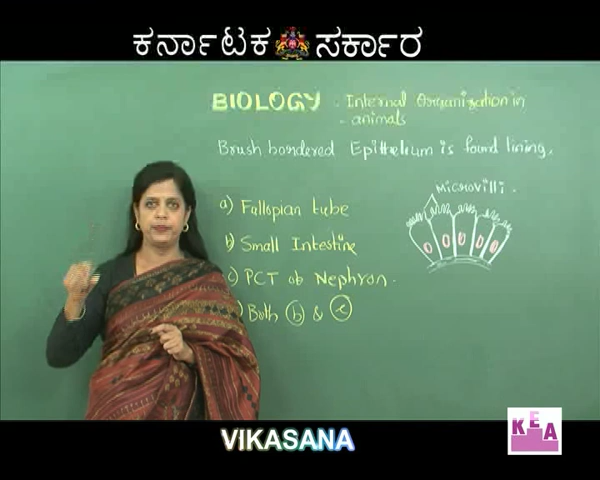 ಕರ್ನಾಟಕ ಸರ್ಕಾರ
BIOLOGY : Internal Organization in
- animals
Brush bordered Epithelium is found lining,
Microvilli .
a) Fallopian tube
b) Small Intestine
c) PCT of Nephron .
) Both (b) & (c)
VIKASANA
KEA